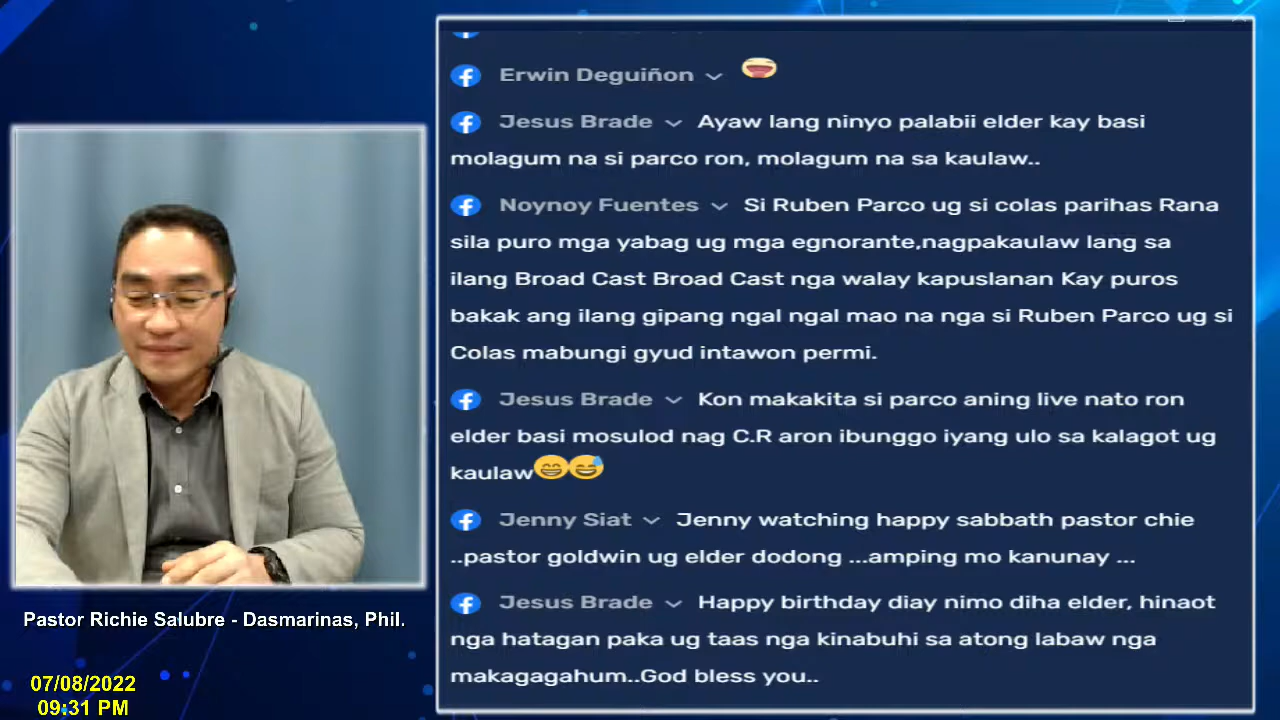 Erwin Deguiñon
Jesus Brade Ayaw lang ninyo palabii elder kay basi
molagum na si parco ron, molagum na sa kaulaw..
Noynoy Fuentes Si Ruben Parco ug si colas parihas Rana
sila puro mga yabag ug mga egnorante,nagpakaulaw lang sa
ilang Broad Cast Broad Cast nga walay kapuslanan Kay puros
bakak ang ilang gipang ngal ngal mao na nga si Ruben Parco ug si
Colas mabungi gyud intawon permi.
Jesus Brade Kon makakita si parco aning live nato ron
elder basi mosulod nag C.R aron ibunggo iyang ulo sa kalagot ug
kaulaw😄😅
Jenny Siat Jenny watching happy sabbath pastor chie
..pastor goldwin ug elder dodong ...amping mo kanunay ...
Jesus Brade Happy birthday diay nimo diha elder, hinaot
nga hatagan paka ug taas nga kinabuhi sa atong labaw nga
makagagahum..God bless you..
Pastor Richie Salubre - Dasmarinas, Phil.
07/08/2022
09:31 PM